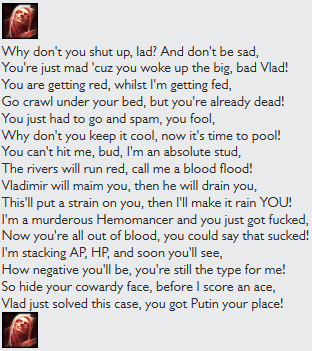 Why don't you shut up, lad? And don't be sad,
You're just mad 'cuz you woke up the big, bad Vlad!
You are getting red, whilst I'm getting fed,
Go crawl under your bed, but you're already dead!
You just had to go and spam, you fool,
Why don't you keep it cool, now it's time to pool!
You can't hit me, bud, I'm an absolute stud,
The rivers will run red, call me a blood flood!
Vladimir will maim you, then he will drain you,
This'll put a strain on you, then I'll make it rain YOU!
I'm a murderous Hemomancer and you just got fucked,
Now you're all out of blood, you could say that sucked!
I'm stacking AP, HP, and soon you'll see,
How negative you'll be, you're still the type for me!
So hide your cowardy face, before I score an ace,
Vlad just solved this case, you got Putin your place!